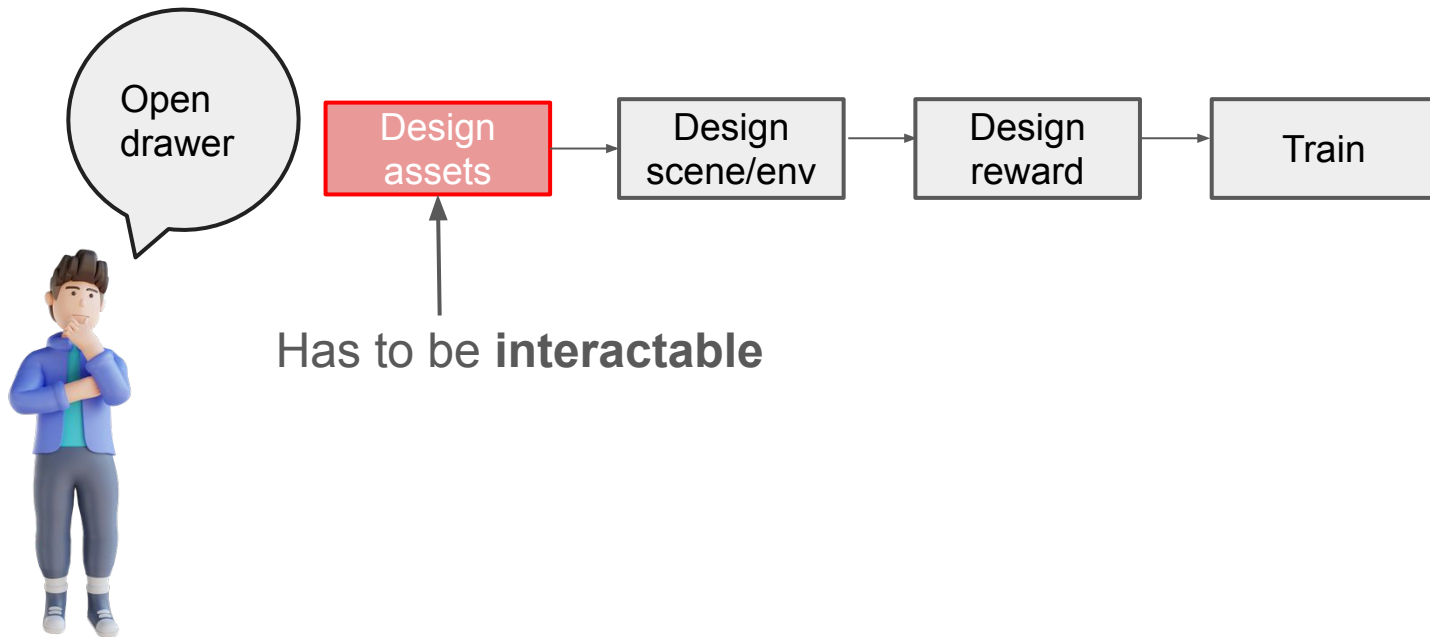 Open
drawer
Design
assets
Design
scene/env
Design
reward
Train
Has to be interactable